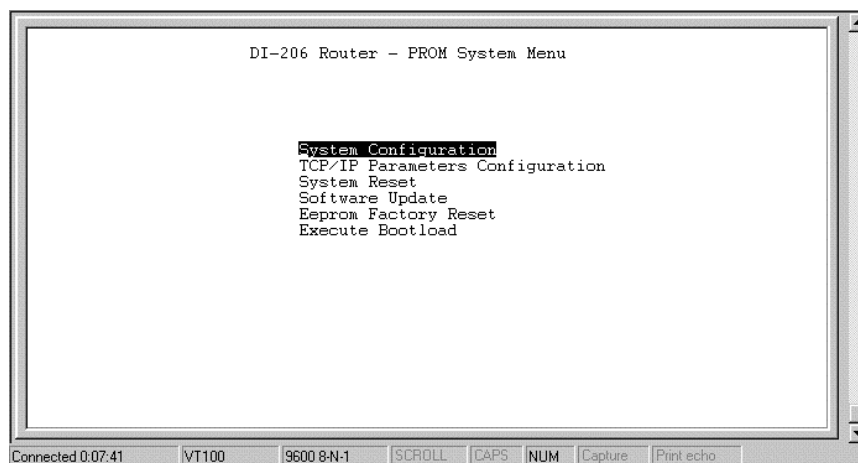 DI-206 Router - PROM System Menu
System Configuration
TCP/IP Parameters Configuration
System Reset
Software Update
Eeprom Factory Reset
Execute Bootload
Connected 0:07:41 VT100 9600 8-N-1 SCROLL CAPS NUM Capture Print echo